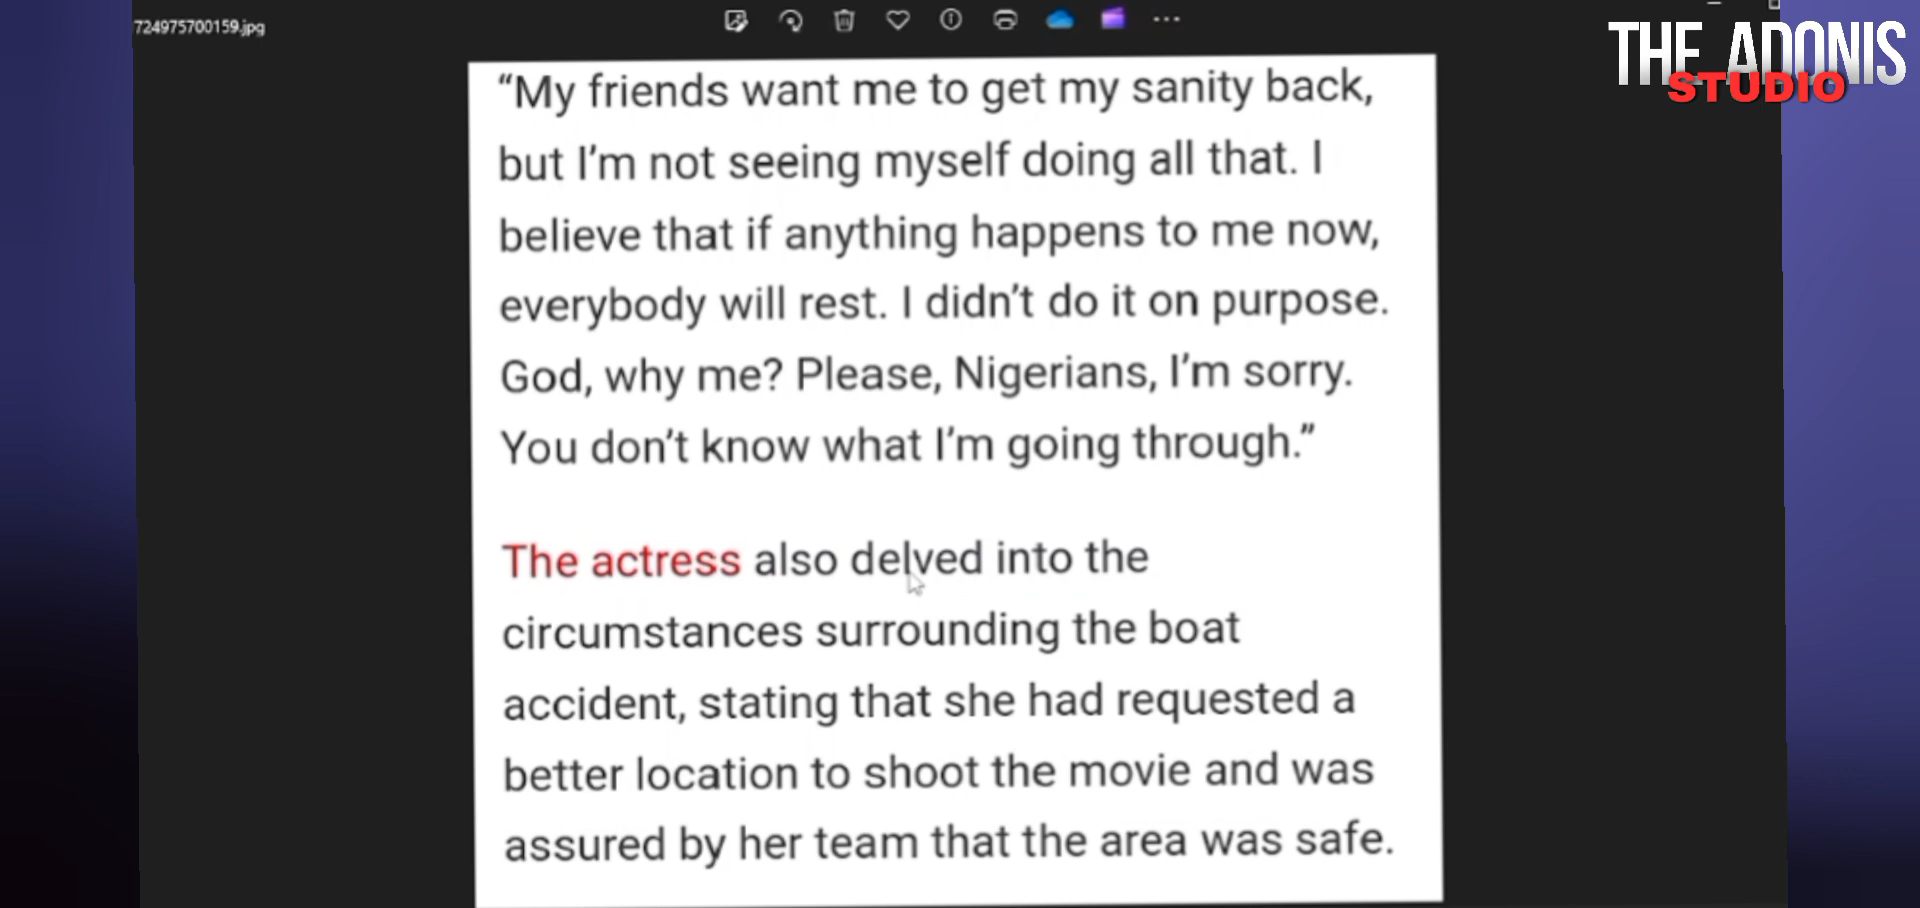 724975700159.jpg
THE ADONIS
STUDIO
“My friends want me to get my sanity back,
but I’m not seeing myself doing all that. I
believe that if anything happens to me now,
everybody will rest. I didn’t do it on purpose.
God, why me? Please, Nigerians, I’m sorry.
You don’t know what I’m going through.”
The actress also delved into the
circumstances surrounding the boat
accident, stating that she had requested a
better location to shoot the movie and was
assured by her team that the area was safe.